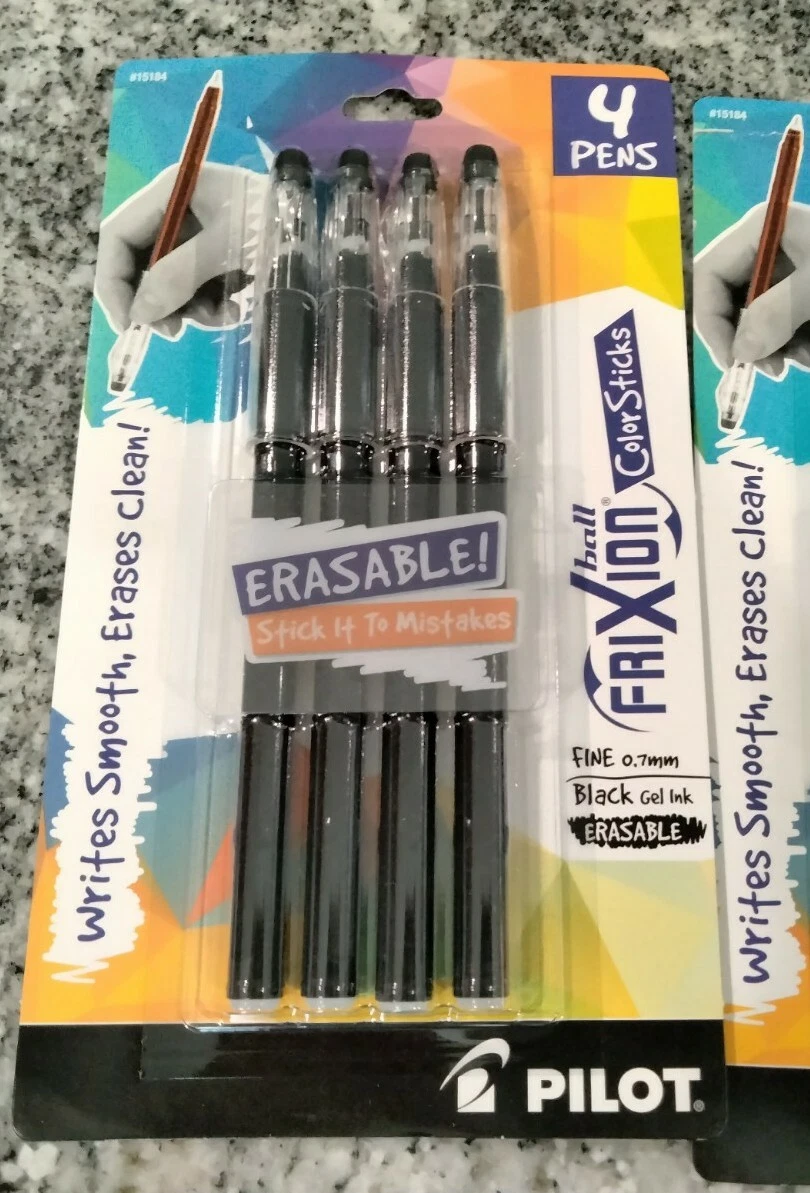 #15184
4
PENS
Writes Smooth, Erases Clean!
ERASABLE!
Stick It To Mistakes
ball
FRIXION®
ColorSticks
FINE 0.7mm
Black Gel Ink
ERASABLE
PILOT®
#15184
Writes Smooth, Erases Clean!